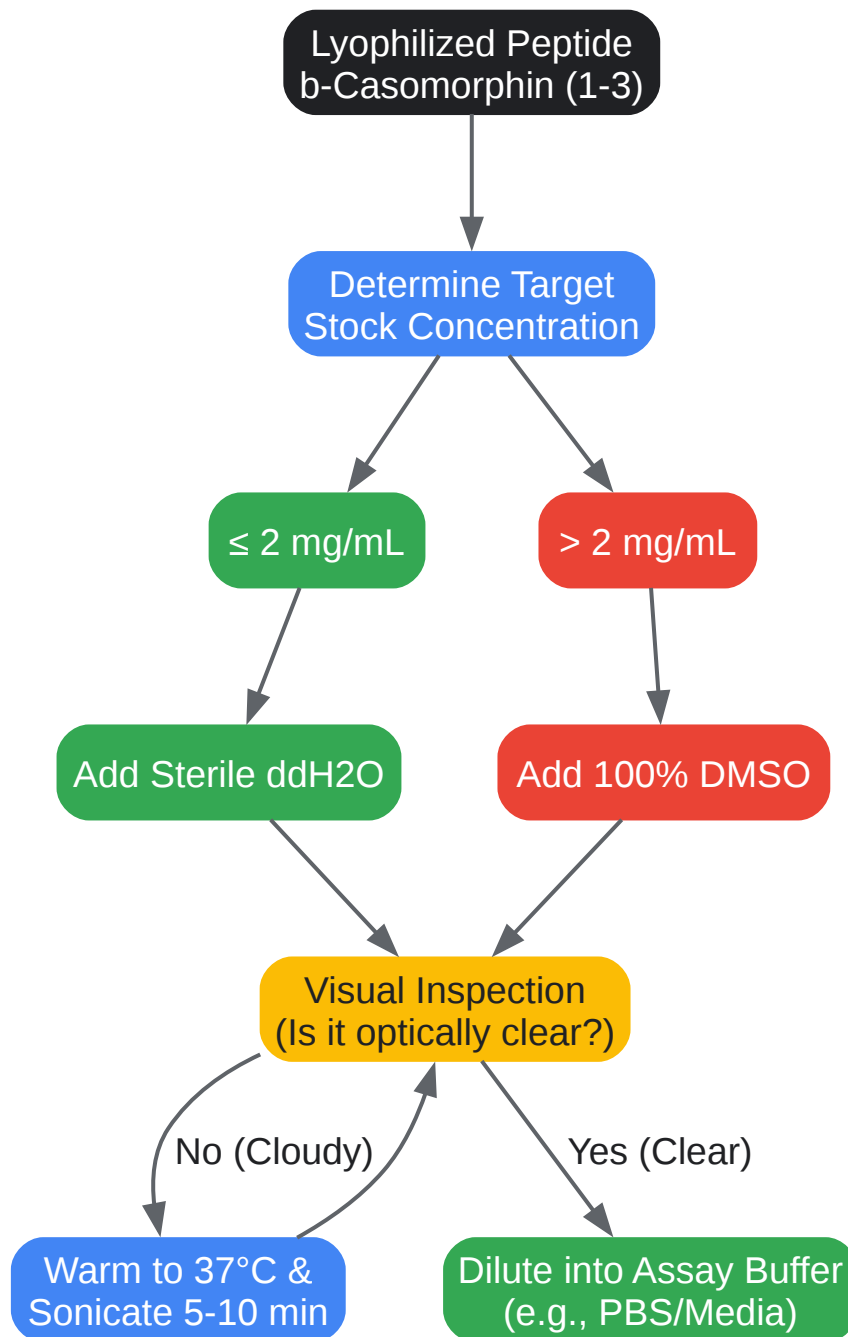 Lyophilized Peptide
b-Casomorphin (1-3)
Determine Target
Stock Concentration
≤ 2 mg/mL
> 2 mg/mL
Add Sterile ddH2O
Add 100% DMSO
Visual Inspection
(Is it optically clear?)
No (Cloudy)
Yes (Clear)
Warm to 37°C &
Sonicate 5-10 min
Dilute into Assay Buffer
(e.g., PBS/Media)